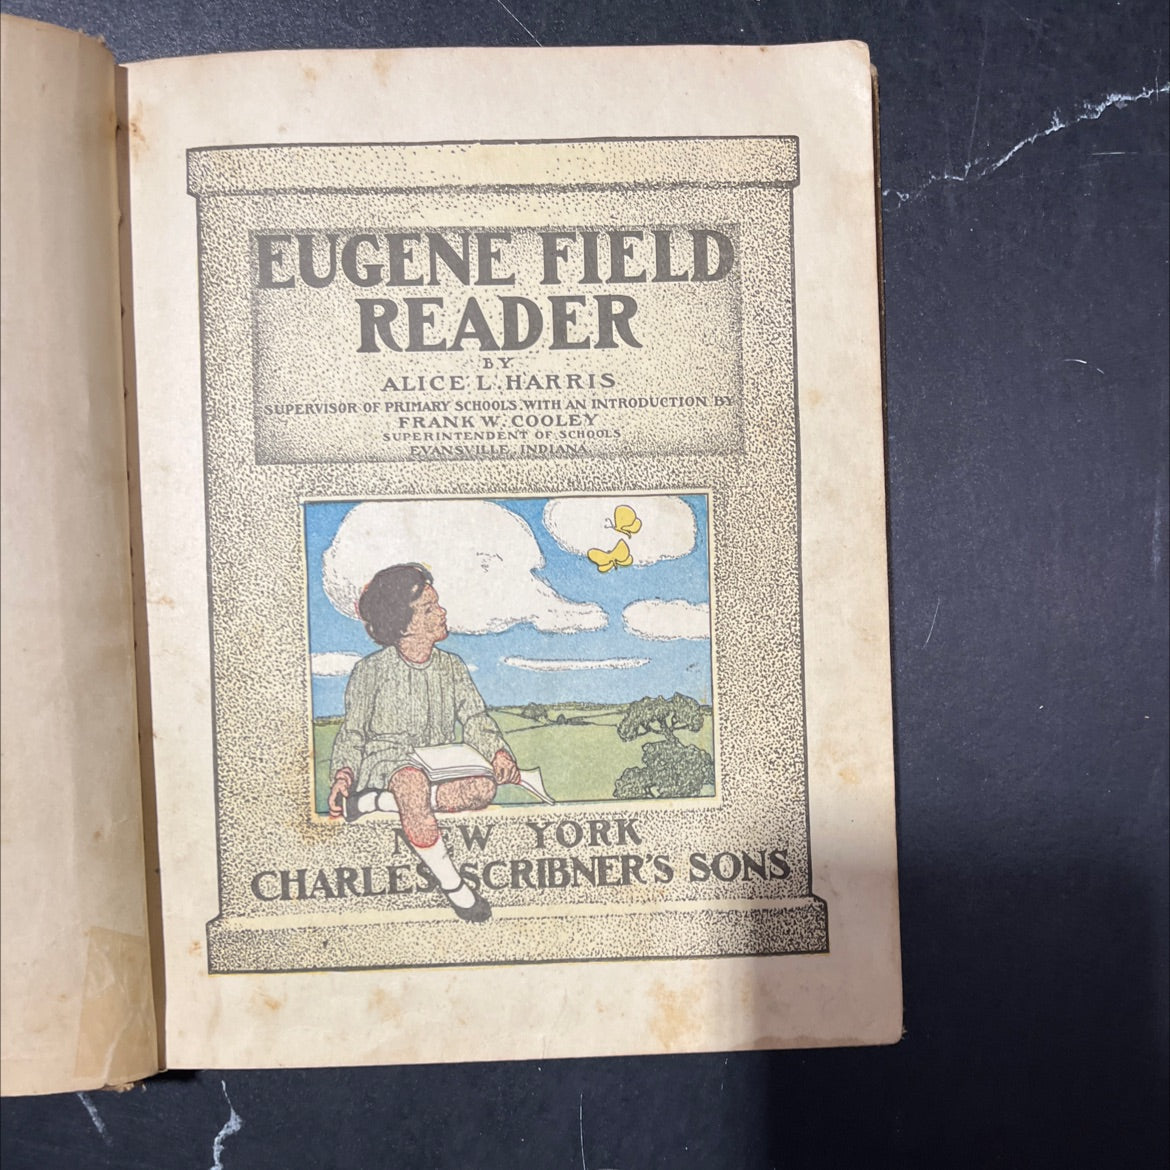 EUGENE FIELD
READER
BY
ALICE L. HARRIS
SUPERVISOR OF PRIMARY SCHOOLS. WITH AN INTRODUCTION BY
FRANK W. COOLEY
SUPERINTENDENT OF SCHOOLS
EVANSVILLE, INDIANA.
NEW YORK
CHARLES SCRIBNER'S SONS